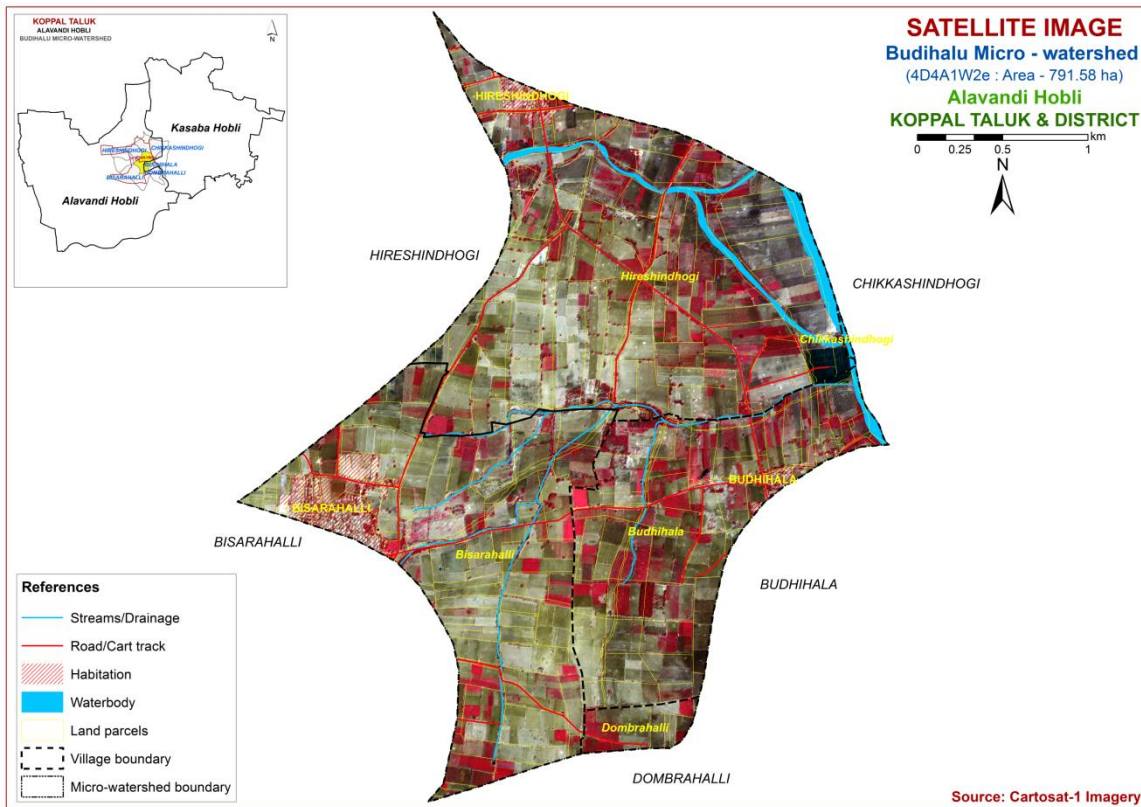 KOPPAL TALUK
ALAVANDI HOBLI
BUDIHALU MICRO-WATERSHED
N
Kasaba Hobli
HIRESHINDHOGI
CHIKKASHINDHOGI
BISARAHALLI
Alavandi Hobli
SATELLITE IMAGE
Budihalu Micro - watershed
(4D4A1W2e : Area - 791.58 ha)
Alavandi Hobli
KOPPAL TALUK & DISTRICT
km
0 0.25 0.5 1
N
HIRESHINDHOGI
HIRESHINDHOGI
Hireshindhogi
CHIKKASHINDHOGI
Chikkashindhogi
BUDHIHALA
BISARAHALLI
Budhihala
BISARAHALLI
Bisarahalli
BUDHIHALA
Dombrahalli
DOMBRAHALLI
References
Streams/Drainage
Road/Cart track
Habitation
Waterbody
Land parcels
Village boundary
Micro-watershed boundary
Source: Cartosat-1 Imagery